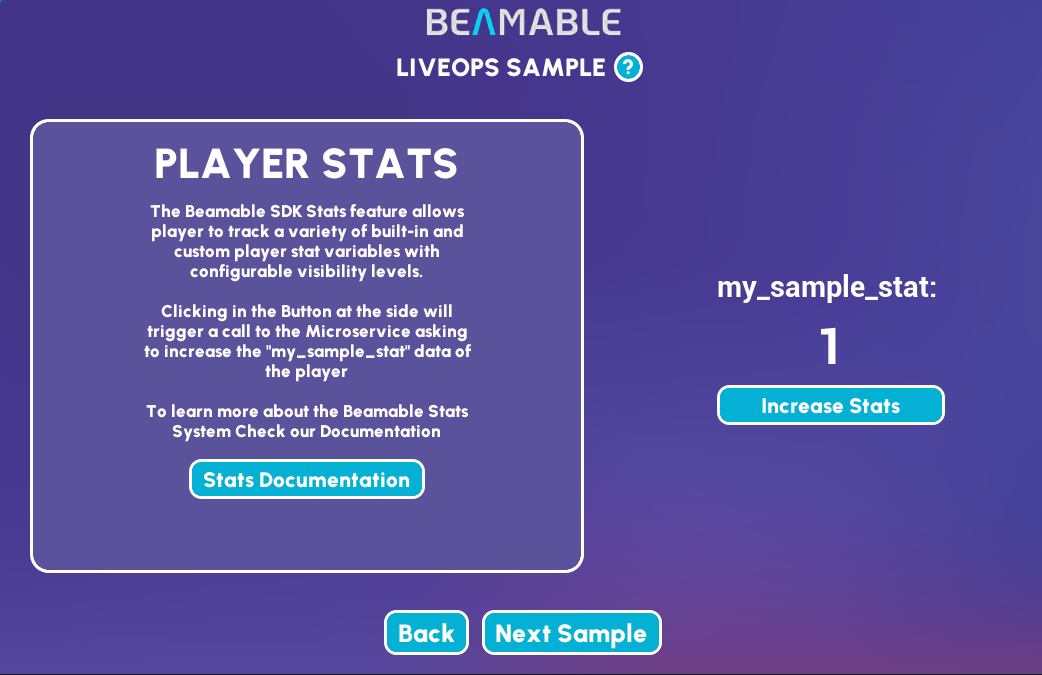 BEAMABLE
LIVEOPS SAMPLE ?
PLAYER STATS
The Beamable SDK Stats feature allows
player to track a variety of built-in and
custom player stat variables with
configurable visibility levels.
Clicking in the Button at the side will
trigger a call to the Microservice asking
to increase the "my_sample_stat" data of
the player
To learn more about the Beamable Stats
System Check our Documentation
Stats Documentation
my_sample_stat:
1
Increase Stats
Back
Next Sample